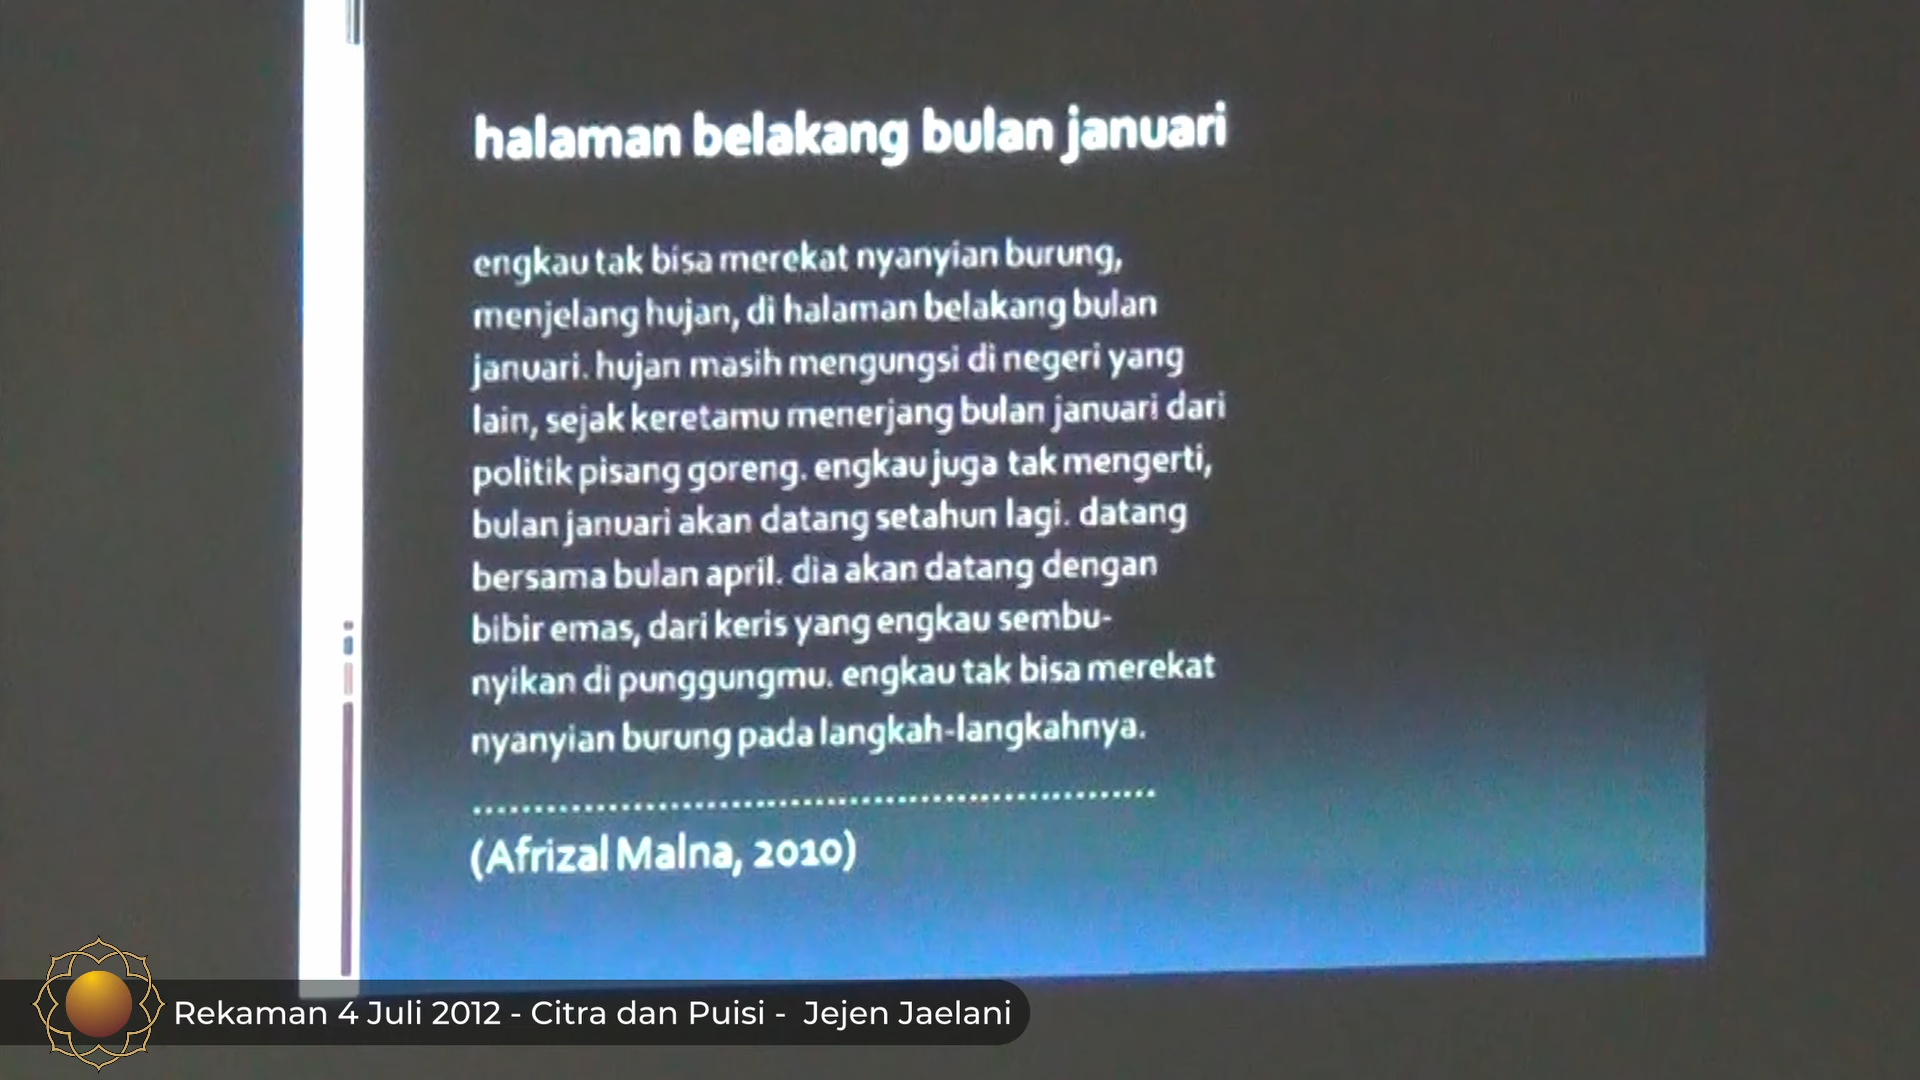 halaman belakang bulan januari
engkau tak bisa merekat nyanyian burung,
menjelang hujan, di halaman belakang bulan
januari. hujan masih mengungsi di negeri yang
lain, sejak keretamu menerjang bulan januari dari
politik pisang goreng. engkau juga tak mengerti,
bulan januari akan datang setahun lagi. datang
bersama bulan april. dia akan datang dengan
bibir emas, dari keris yang engkau sembu-
nyikan di punggungmu. engkau tak bisa merekat
nyanyian burung pada langkah-langkahnya.
.......................................................
(Afrizal Malna, 2010)
Rekaman 4 Juli 2012 - Citra dan Puisi - Jejen Jaelani